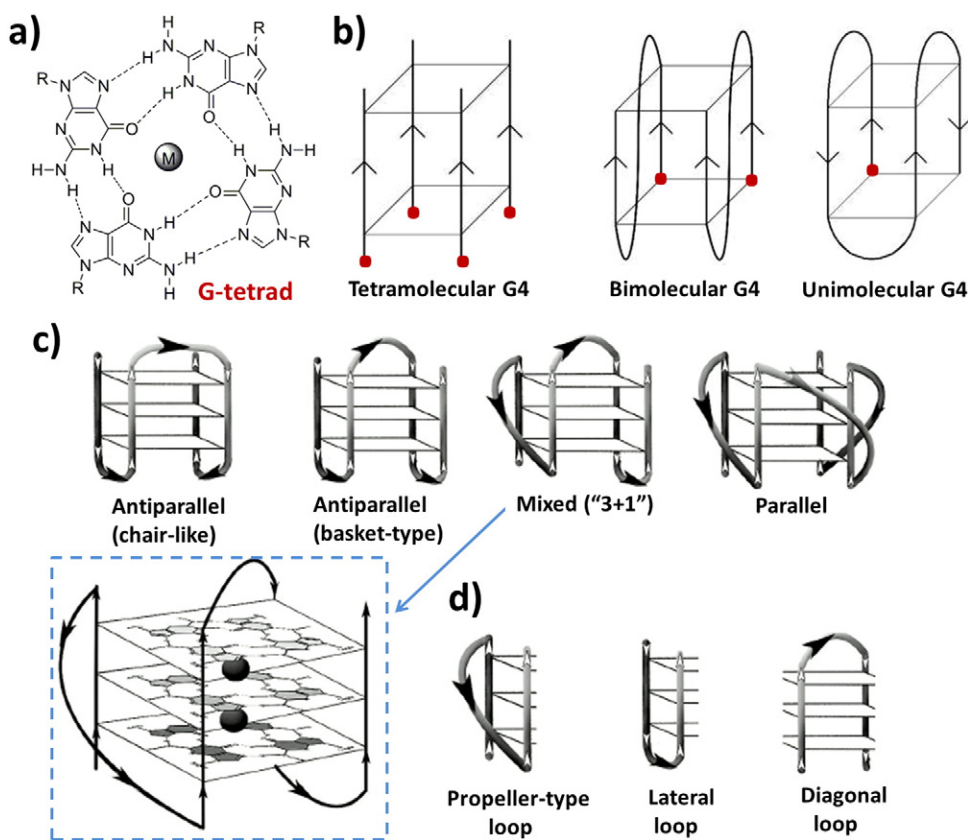 a)
b)
R
N
N
N
N
O
H
H
H
N
N
N
N
O
H
H
H
R
M
H
H
H
N
N
N
N
O
R
O
H
H
H
N
N
N
N
R
G-tetrad
Tetramolecular G4
Bimolecular G4
Unimolecular G4
c)
Antiparallel
(chair-like)
Antiparallel
(basket-type)
Mixed (“3+1”)
Parallel
d)
Propeller-type
loop
Lateral
loop
Diagonal
loop